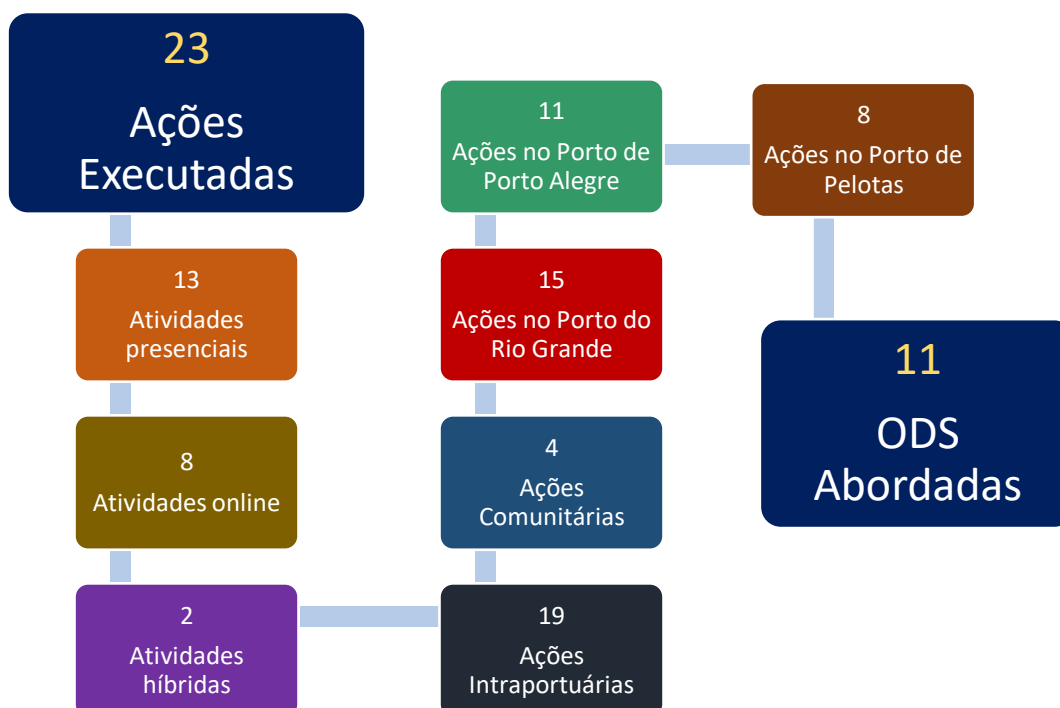 23
Ações
Executadas
13
Atividades
presenciais
8
Atividades online
2
Atividades
híbridas
19
Ações
Intraportuárias
4
Ações
Comunitárias
15
Ações no Porto do
Rio Grande
11
Ações no Porto de
Porto Alegre
8
Ações no Porto de
Pelotas
11
ODS
Abordadas